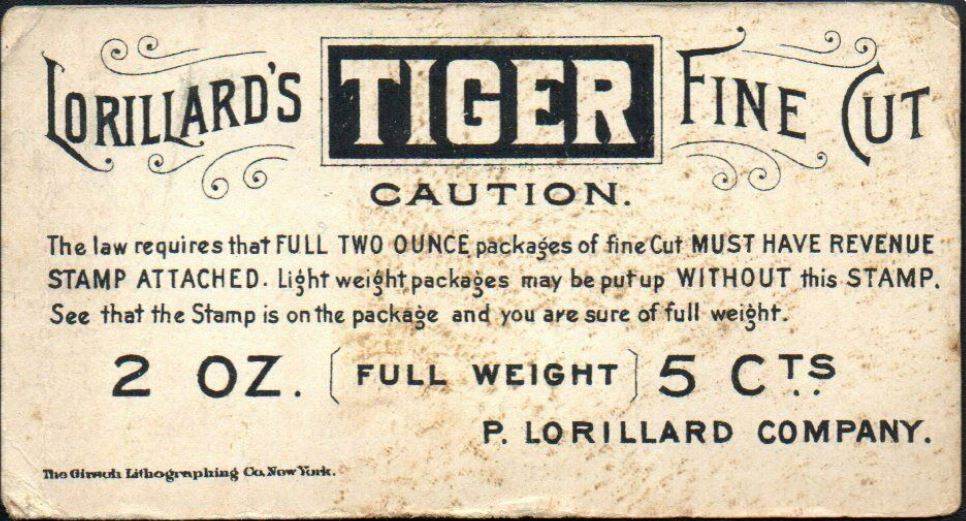 LORILLARD'S TIGER FINE CUT
CAUTION.
The law requires that FULL TWO OUNCE packages of fine Cut MUST HAVE REVENUE
STAMP ATTACHED. Light weight packages may be put up WITHOUT this STAMP.
See that the Stamp is on the package and you are sure of full weight.
2 OZ. (FULL WEIGHT) 5 CTS
P. LORILLARD COMPANY.
The Lithographing Co, New York.